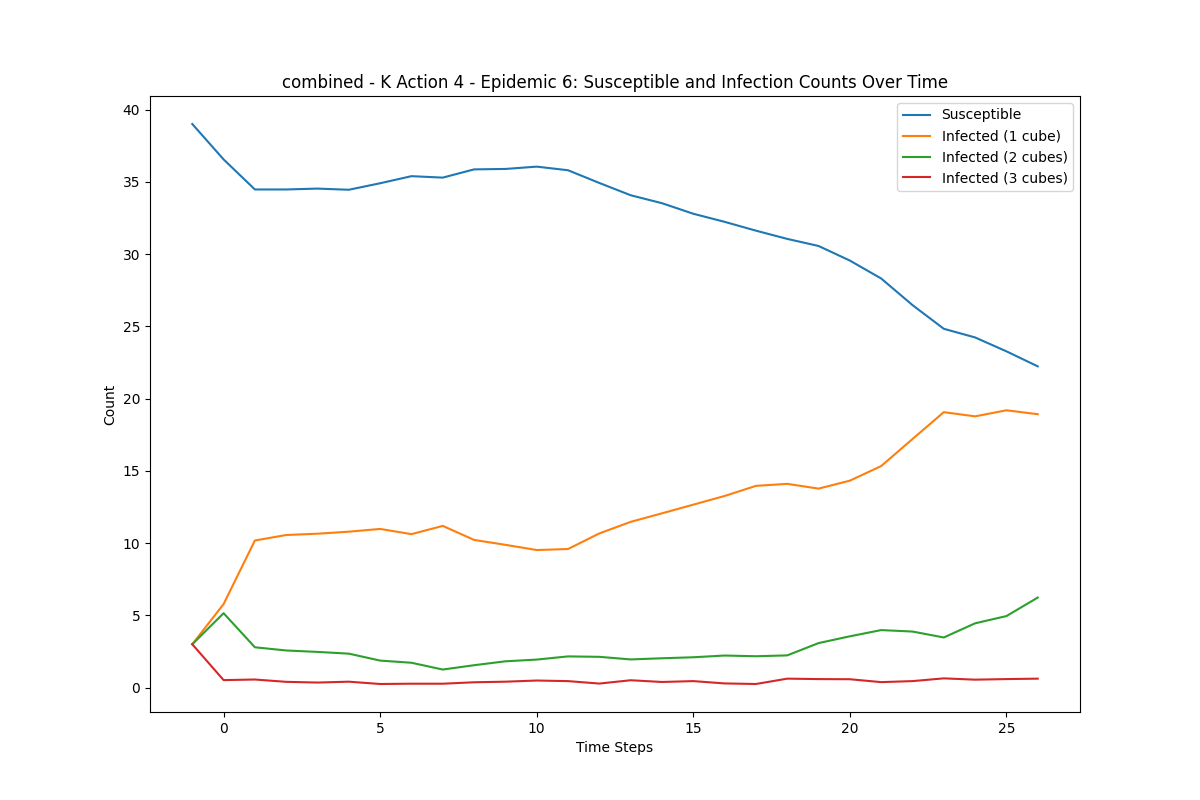 combined - K Action 4 - Epidemic 6: Susceptible and Infection Counts Over Time
Susceptible
Infected (1 cube)
Infected (2 cubes)
Infected (3 cubes)
40
35
30
25
20
15
10
5
0
Count
0 5 10 15 20 25
Time Steps